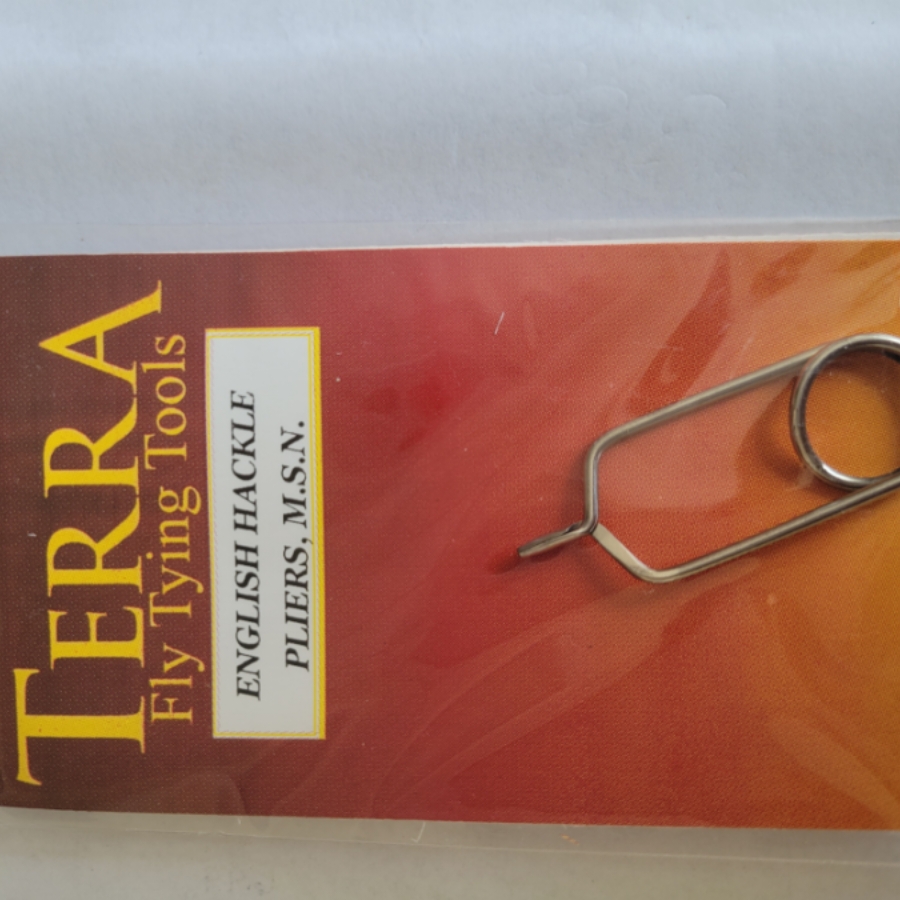 TERRA
Fly Tying Tools
ENGLISH HACKLE
PLIERS, M.S.N.